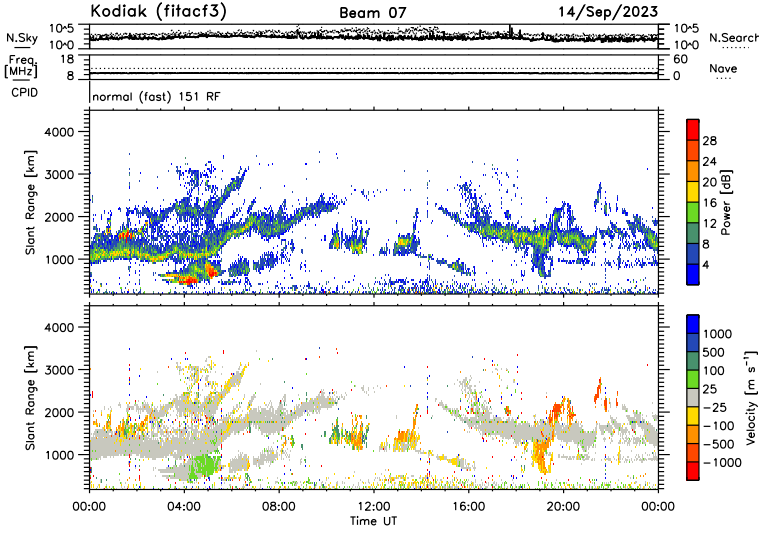 Kodiak (fitacf3) Beam 07 14/Sep/2023
N.Sky 10^5 10^0 10^5 10^0 N.Search
Freq. [MHz] 18 8 60 0 Nave
CPID normal (fast) 151 RF
Slant Range [km]
4000
3000
2000
1000
28
24
20
16
12
8
4
Power [dB]
Slant Range [km]
4000
3000
2000
1000
1000
500
100
25
-25
-100
-500
-1000
Velocity [m s⁻¹]
00:00 04:00 08:00 12:00 16:00 20:00 00:00
Time UT